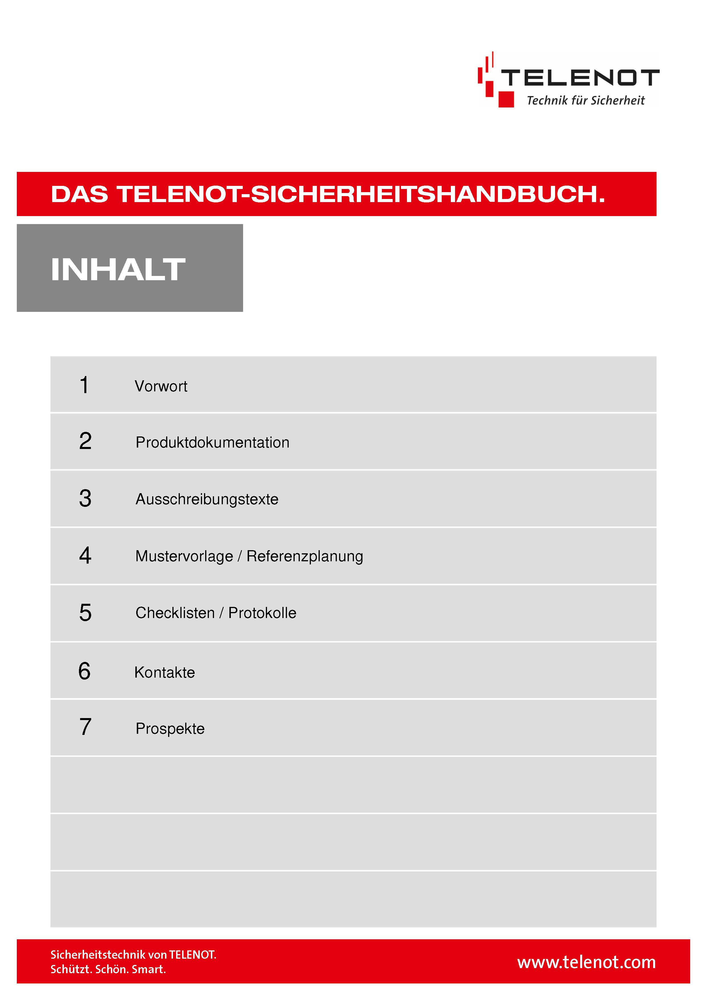 TELENOT
Technik für Sicherheit
DAS TELENOT-SICHERHEITSHANDBUCH.
INHALT
1 Vorwort
2 Produktdokumentation
3 Ausschreibungstexte
4 Mustervorlage / Referenzplanung
5 Checklisten / Protokolle
6 Kontakte
7 Prospekte
Sicherheitstechnik von TELENOT.
Schützt. Schön. Smart.
www.telenot.com